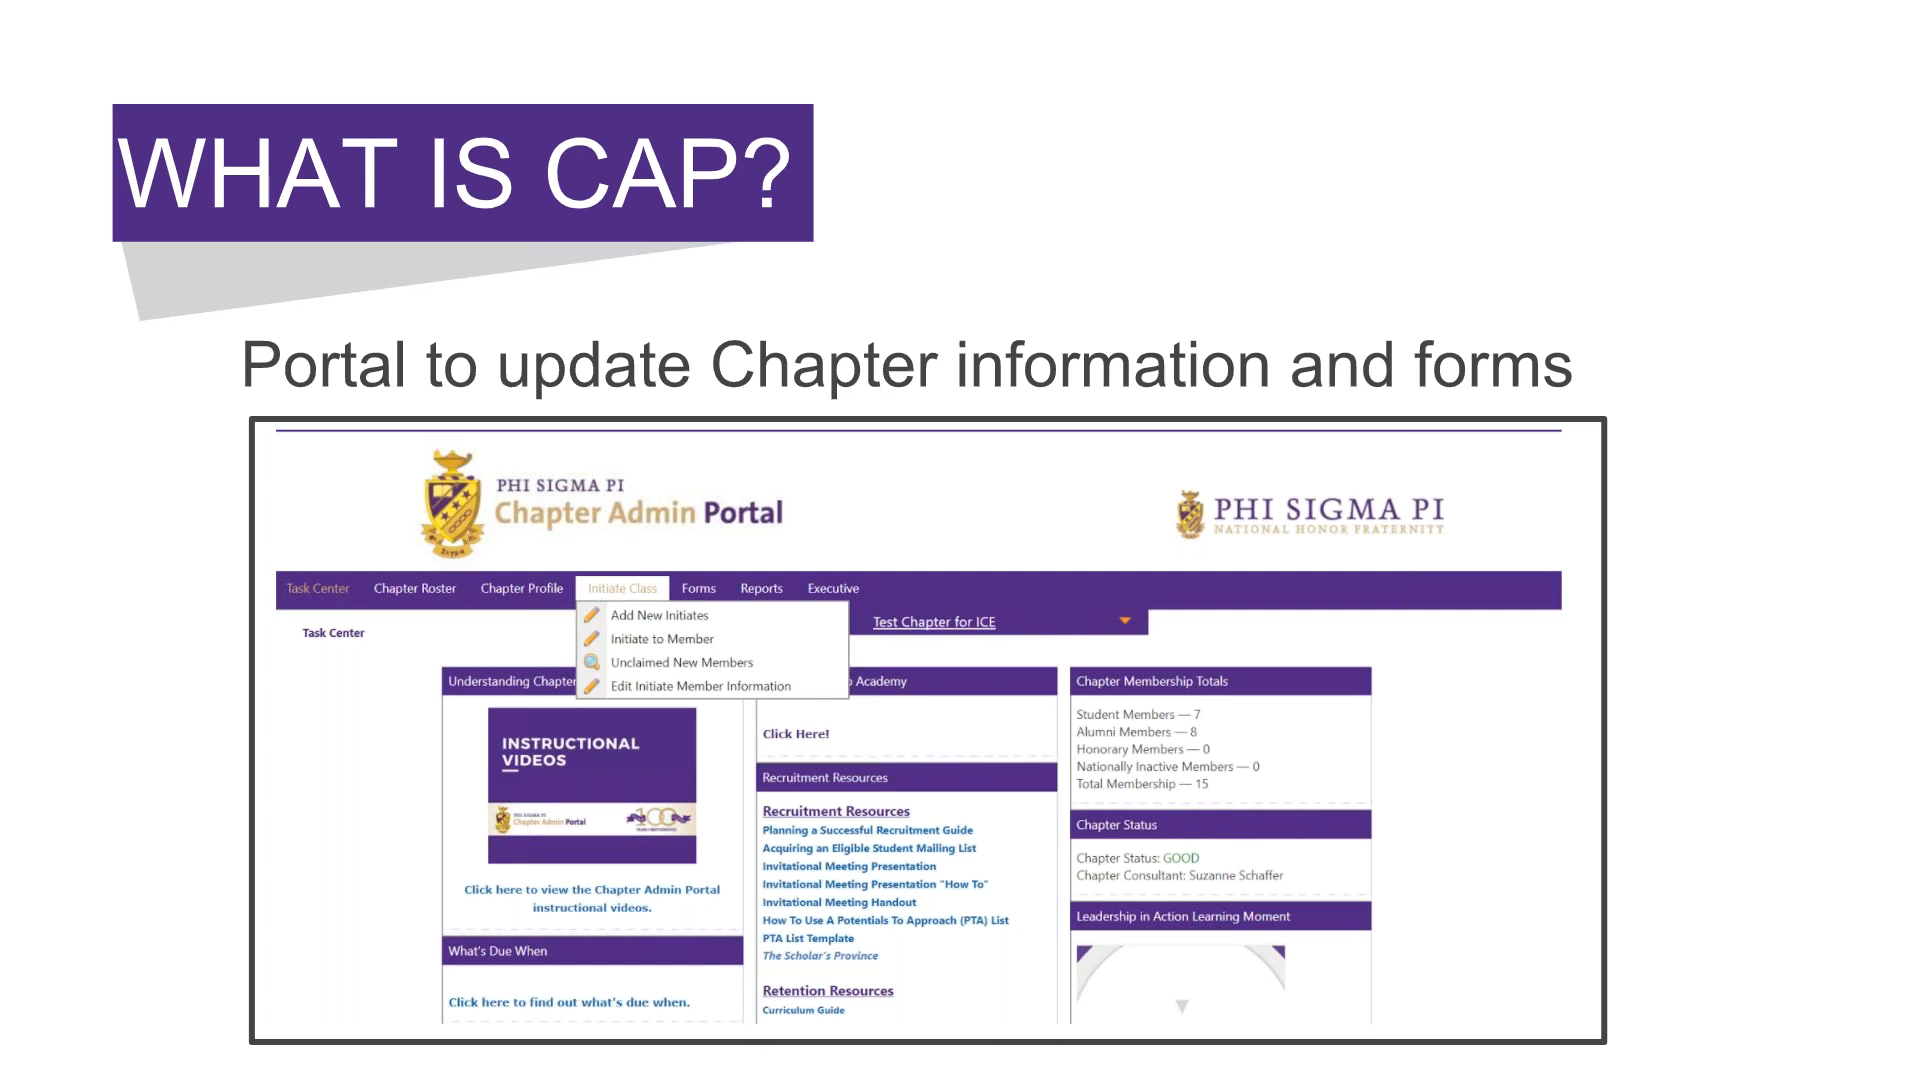 WHAT IS CAP?
Portal to update Chapter information and forms
PHI SIGMA PI
Chapter Admin Portal
PHI SIGMA PI
NATIONAL HONOR FRATERNITY
Task Center Chapter Roster Chapter Profile Initiate Class Forms Reports Executive
Add New Initiates
Initiate to Member
Unclaimed New Members
Edit Initiate Member Information
Test Chapter for ICE
Task Center
Understanding Chapter
INSTRUCTIONAL
VIDEOS
PHI SIGMA PI
Chapter Admin Portal
100
Click here to view the Chapter Admin Portal
instructional videos.
What's Due When
Click here to find out what's due when.
Academy
Click Here!
Recruitment Resources
Recruitment Resources
Planning a Successful Recruitment Guide
Acquiring an Eligible Student Mailing List
Invitational Meeting Presentation
Invitational Meeting Presentation "How To"
Invitational Meeting Handout
How To Use A Potentials To Approach (PTA) List
PTA List Template
The Scholar's Province
Retention Resources
Curriculum Guide
Chapter Membership Totals
Student Members — 7
Alumni Members — 8
Honorary Members — 0
Nationally Inactive Members — 0
Total Membership — 15
Chapter Status
Chapter Status: GOOD
Chapter Consultant: Suzanne Schaffer
Leadership in Action Learning Moment